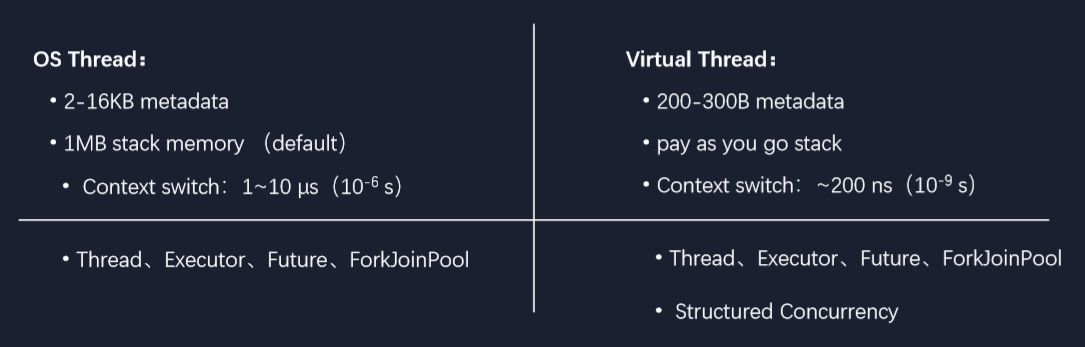 OS Thread：
• 2-16KB metadata
• 1MB stack memory （default）
• Context switch： 1~10 µs（10⁻⁶ s）
• Thread、Executor、Future、ForkJoinPool
Virtual Thread：
• 200-300B metadata
• pay as you go stack
• Context switch： ~200 ns（10⁻⁹ s）
• Thread、Executor、Future、ForkJoinPool
• Structured Concurrency